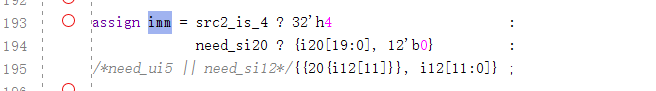 193 assign imm = src2_is_4 ? 32'h4 :
194 need_si20 ? {i20[19:0], 12'b0} :
195 /*need_ui5 || need_si12*/{{20{i12[11]}}, i12[11:0]} ;